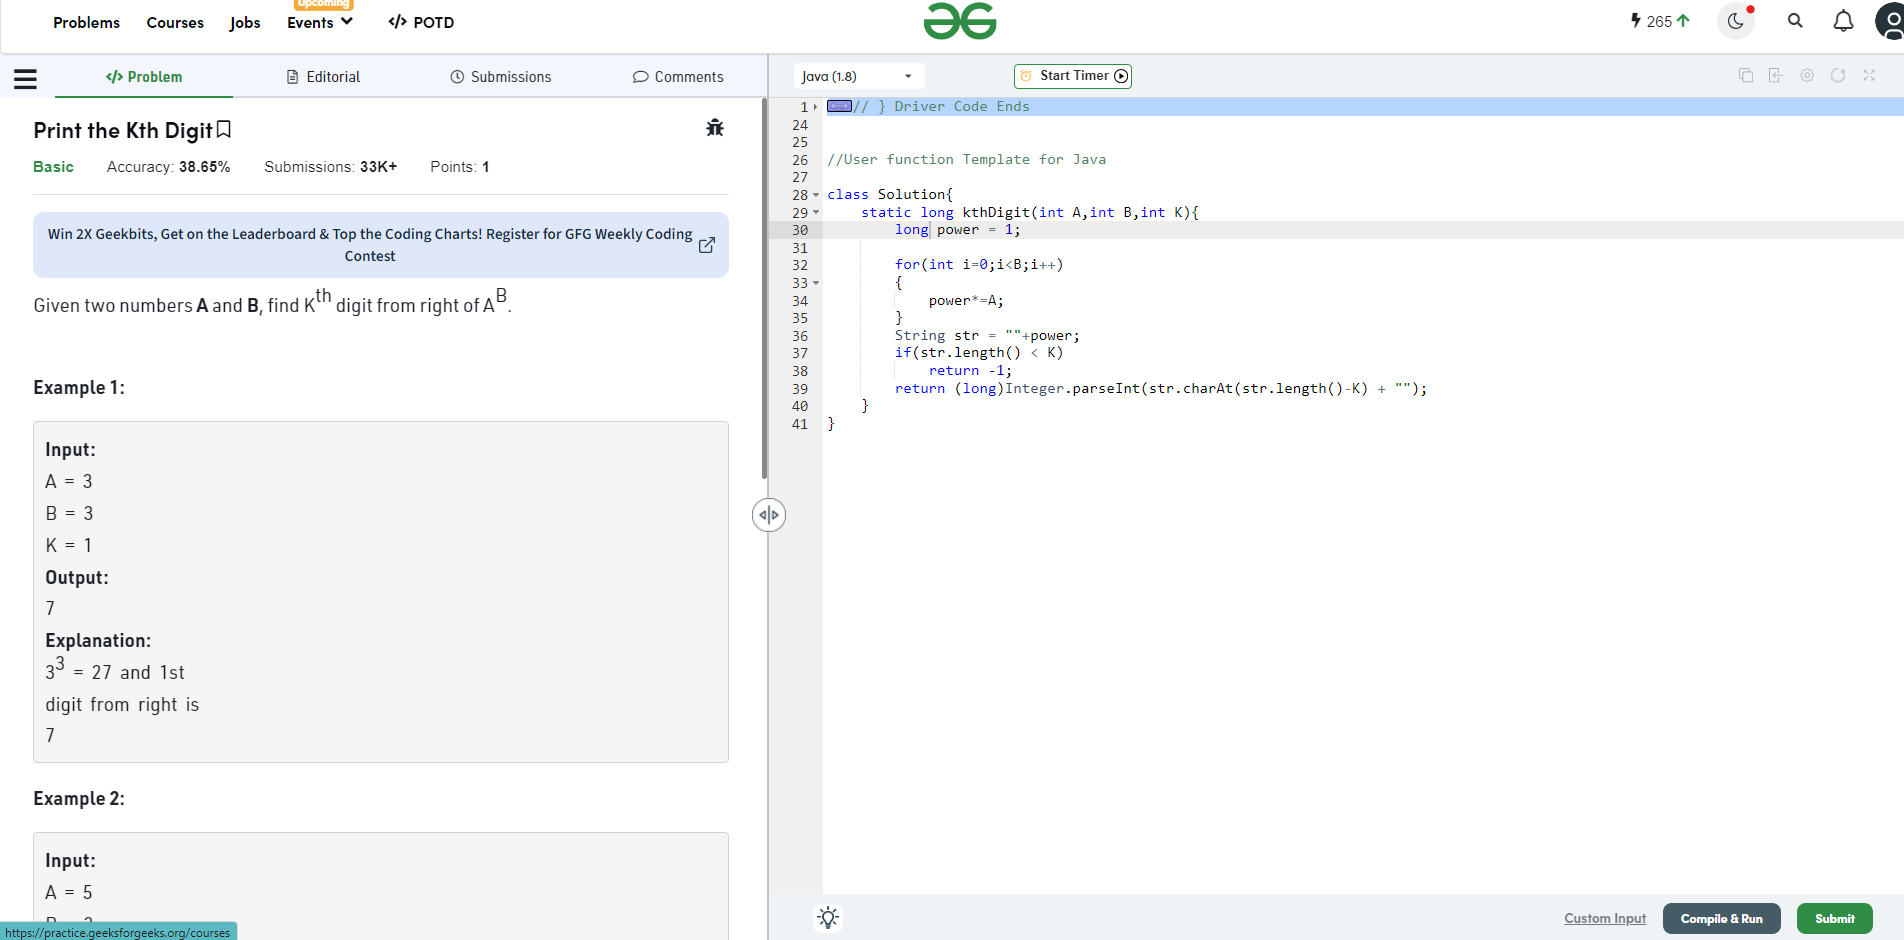 Problems Courses Jobs Events POTD
Upcoming
265
Problem Editorial Submissions Comments
Print the Kth Digit
Basic Accuracy: 38.65% Submissions: 33K+ Points: 1
Win 2X Geekbits, Get on the Leaderboard & Top the Coding Charts! Register for GFG Weekly Coding
Contest
Given two numbers A and B, find Kth digit from right of AB.
Example 1:
Input:
A = 3
B = 3
K = 1
Output:
7
Explanation:
33 = 27 and 1st
digit from right is
7
Example 2:
Input:
A = 5
https://practice.geeksforgeeks.org/courses
Java (1.8) Start Timer
1 // } Driver Code Ends
24
25
26 //User function Template for Java
27
28 class Solution{
29 static long kthDigit(int A,int B,int K){
30 long power = 1;
31
32 for(int i=0;i<B;i++)
33 {
34 power*=A;
35 }
36 String str = ""+power;
37 if(str.length() < K)
38 return -1;
39 return (long)Integer.parseInt(str.charAt(str.length()-K) + "");
40 }
41 }
Custom Input Compile & Run Submit